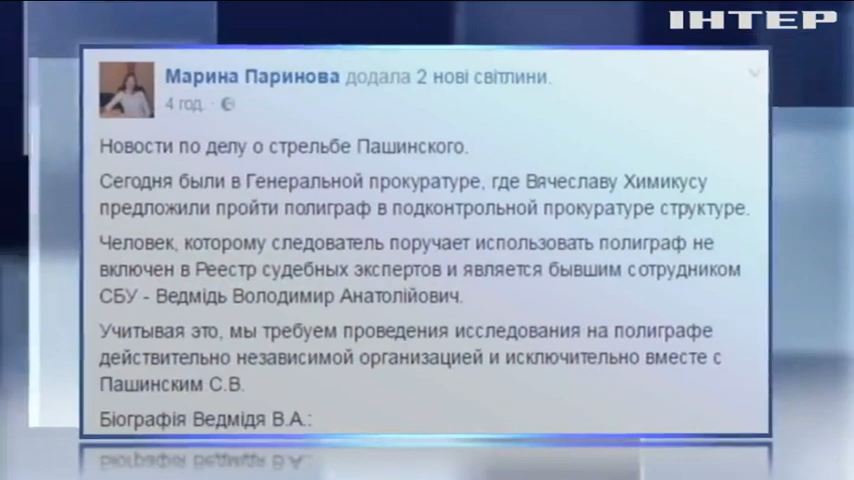 ІНТЕР
Марина Паринова додала 2 нові світлини.
4 год. ·
Новости по делу о стрельбе Пашинского.
Сегодня были в Генеральной прокуратуре, где Вячеславу Химикусу
предложили пройти полиграф в подконтрольной прокуратуре структуре.
Человек, которому следователь поручает использовать полиграф не
включен в Реестр судебных экспертов и является бывшим сотрудником
СБУ - Ведмідь Володимир Анатолійович.
Учитывая это, мы требуем проведения исследования на полиграфе
действительно независимой организацией и исключительно вместе с
Пашинским С.В.
Біографія Ведмідя В.А.: